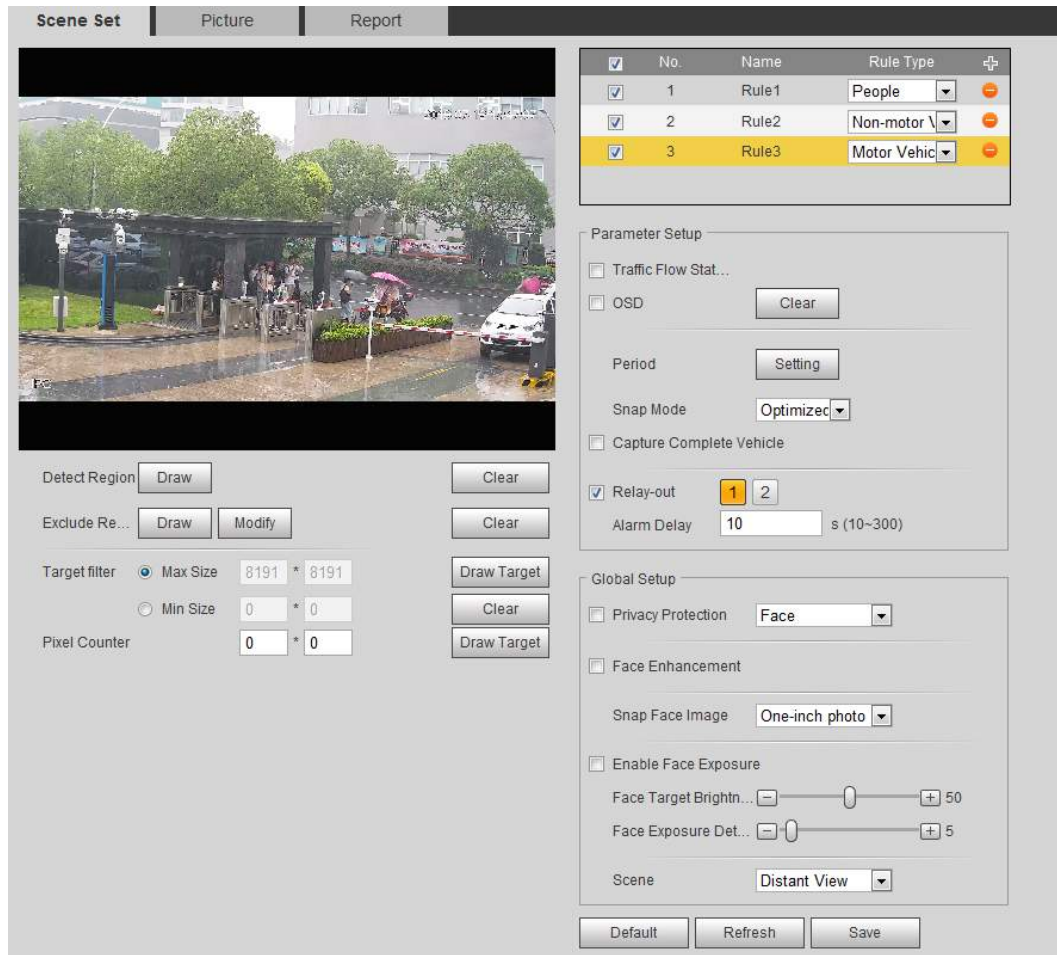 Scene Set Picture Report
No. Name Rule Type
1 Rule1 People
2 Rule2 Non-motor V
3 Rule3 Motor Vehic
Detect Region Draw Clear
Exclude Re... Draw Modify Clear
Target filter Max Size 8191 * 8191 Draw Target
Min Size 0 * 0 Clear
Pixel Counter 0 * 0 Draw Target
Parameter Setup
Traffic Flow Stat...
OSD Clear
Period Setting
Snap Mode Optimized
Capture Complete Vehicle
Relay-out 1 2
Alarm Delay 10 s (10~300)
Global Setup
Privacy Protection Face
Face Enhancement
Snap Face Image One-inch photo
Enable Face Exposure
Face Target Brightn... 50
Face Exposure Det... 5
Scene Distant View
Default Refresh Save